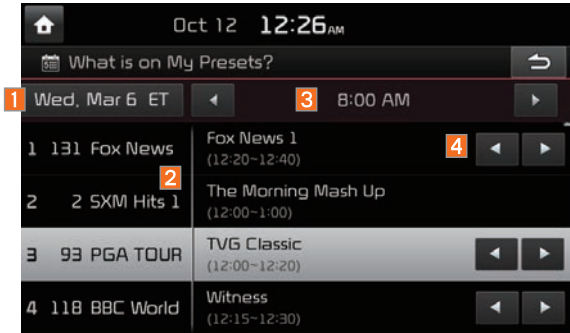 Oct 12 12:26AM
What is on My Presets?
1 Wed, Mar 6 ET 3 8:00 AM
1 131 Fox News Fox News 1 4
(12:20~12:40)
2
2 2 SXM Hits 1 The Morning Mash Up
(12:00~1:00)
3 93 PGA TOUR TVG Classic
(12:00~12:20)
4 118 BBC World Witness
(12:15~12:30)